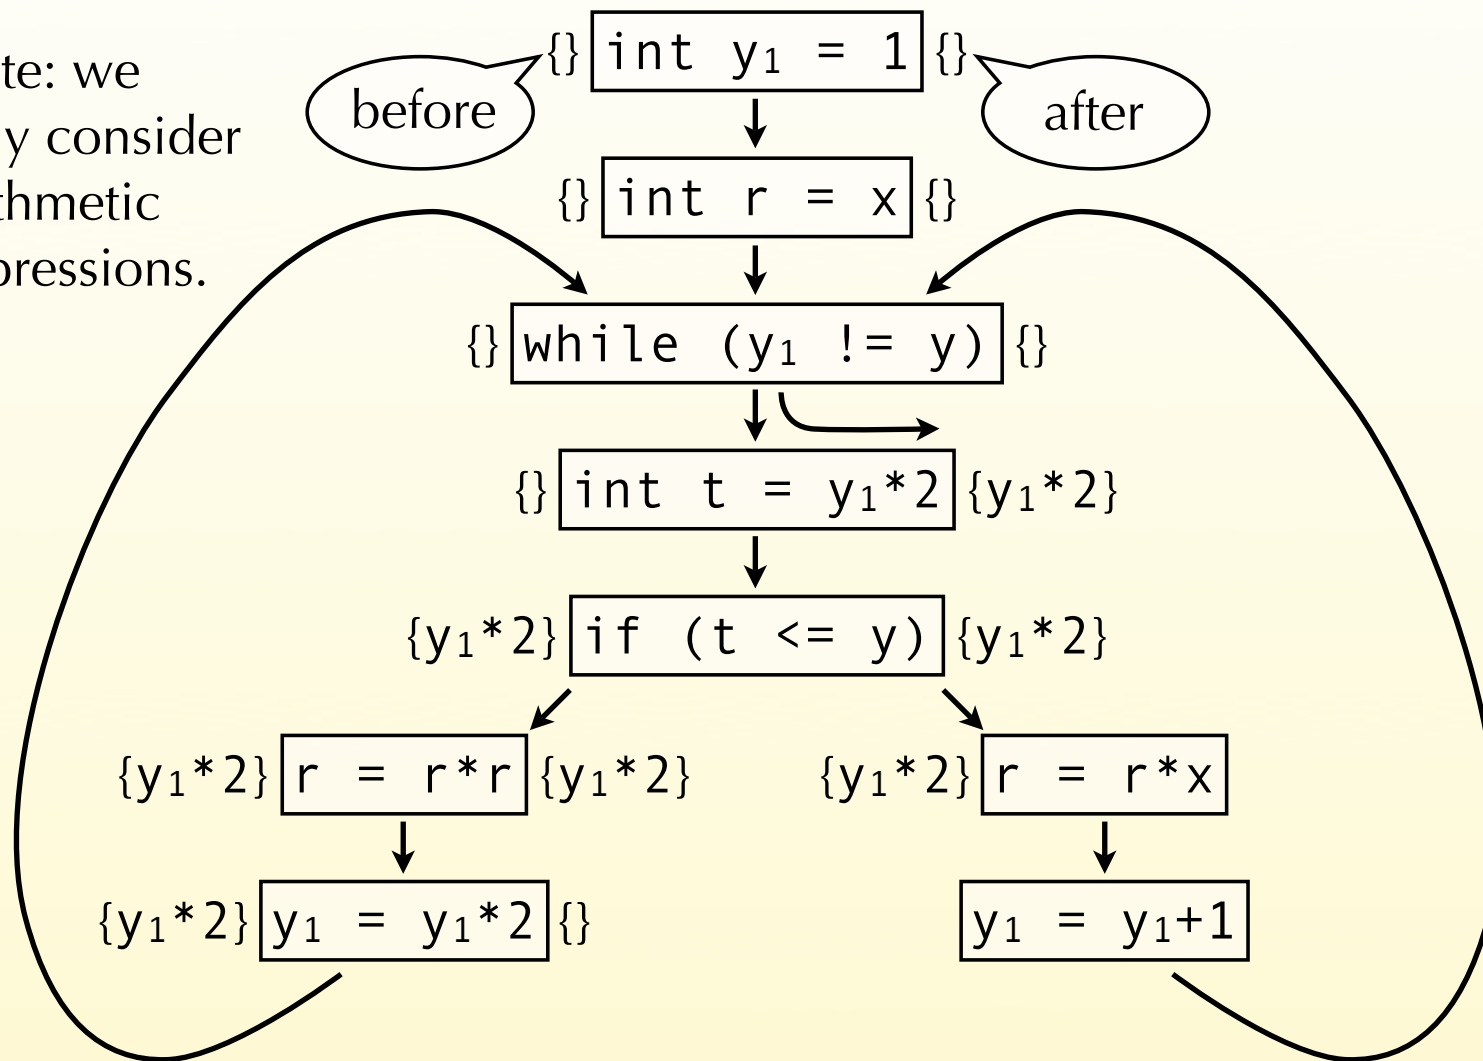 te: we
y consider
thmetic
pressions.
before
after
{} int y₁ = 1 {}
{} int r = x {}
{} while (y₁ != y) {}
{} int t = y₁*2 {y₁*2}
{y₁*2} if (t <= y) {y₁*2}
{y₁*2} r = r*r {y₁*2} {y₁*2} r = r*x
{y₁*2} y₁ = y₁*2 {} y₁ = y₁+1